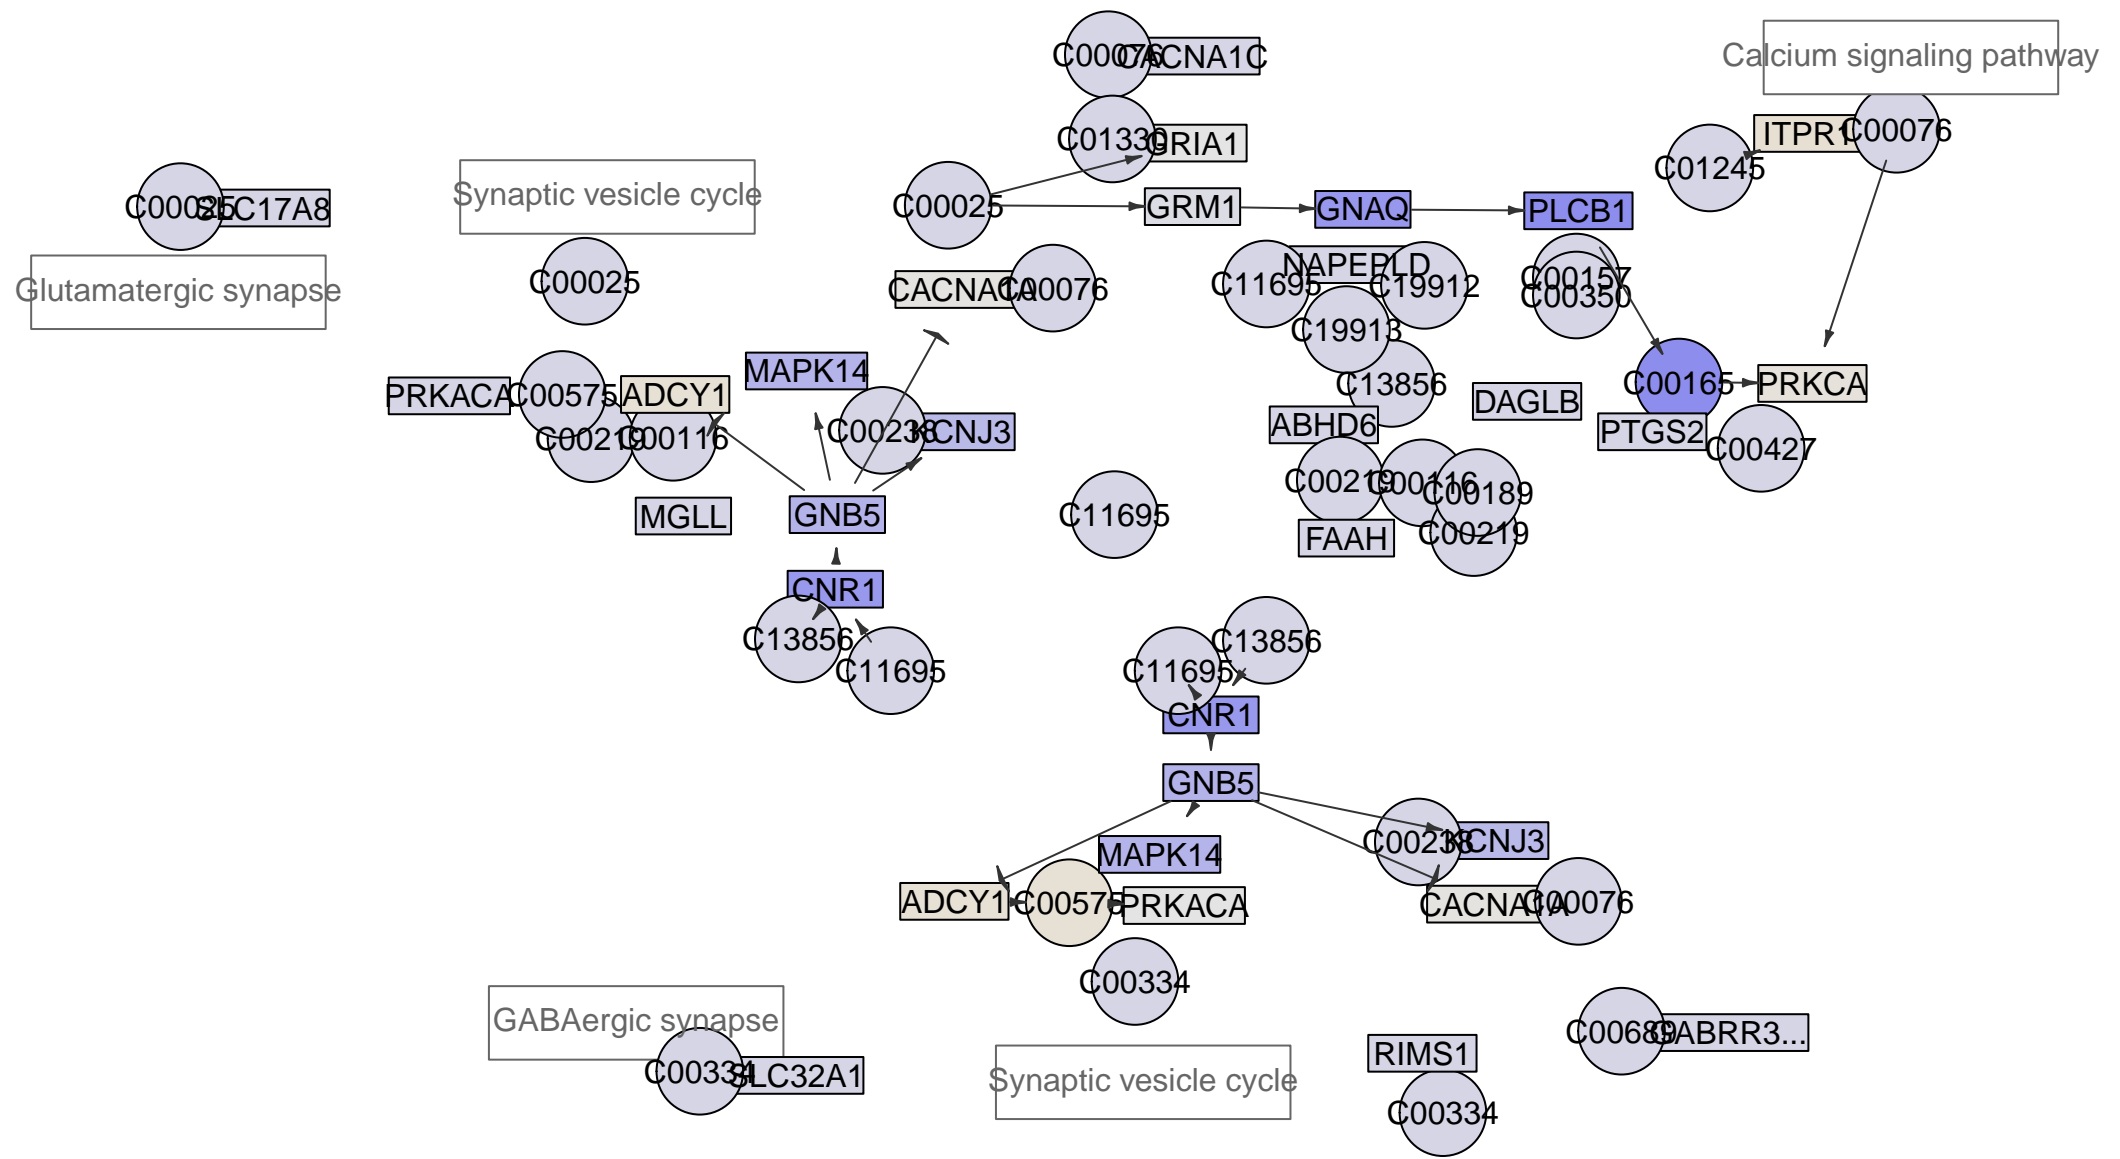 C00076
CACNA1C
Calcium signaling pathway
C01330
GRIA1
ITPR1
C00076
C01245
C00025
SLC17A8
Synaptic vesicle cycle
C00025
GRM1
GNAQ
PLCB1
Glutamatergic synapse
C00025
CACNA1A
C00076
C11695
NAPEPLD
C19912
C00157
C00350
C19913
MAPK14
C13856
C00165
PRKCA
PRKACA
C00575
ADCY1
DAGLB
C00219
C00116
C00238
KCNJ3
ABHD6
PTGS2
C00427
C00219
C00116
C00189
MGLL
GNB5
C11695
FAAH
C00219
CNR1
C13856
C11695
C11695
C13856
CNR1
GNB5
MAPK14
C00238
KCNJ3
ADCY1
C00575
PRKACA
CACNA1A
C00076
C00334
GABAergic synapse
C00689
GABRR3...
C00334
SLC32A1
Synaptic vesicle cycle
RIMS1
C00334